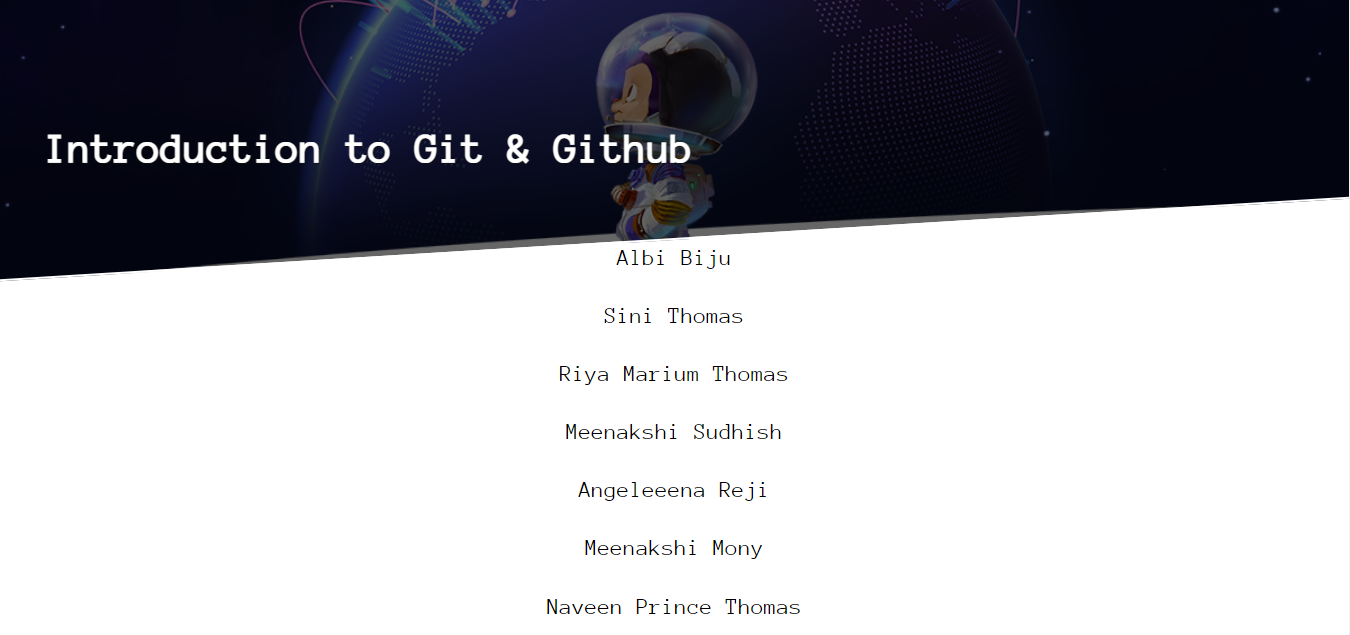 Introduction to Git & Github
Albi Biju
Sini Thomas
Riya Marium Thomas
Meenakshi Sudhish
Angeleeena Reji
Meenakshi Mony
Naveen Prince Thomas